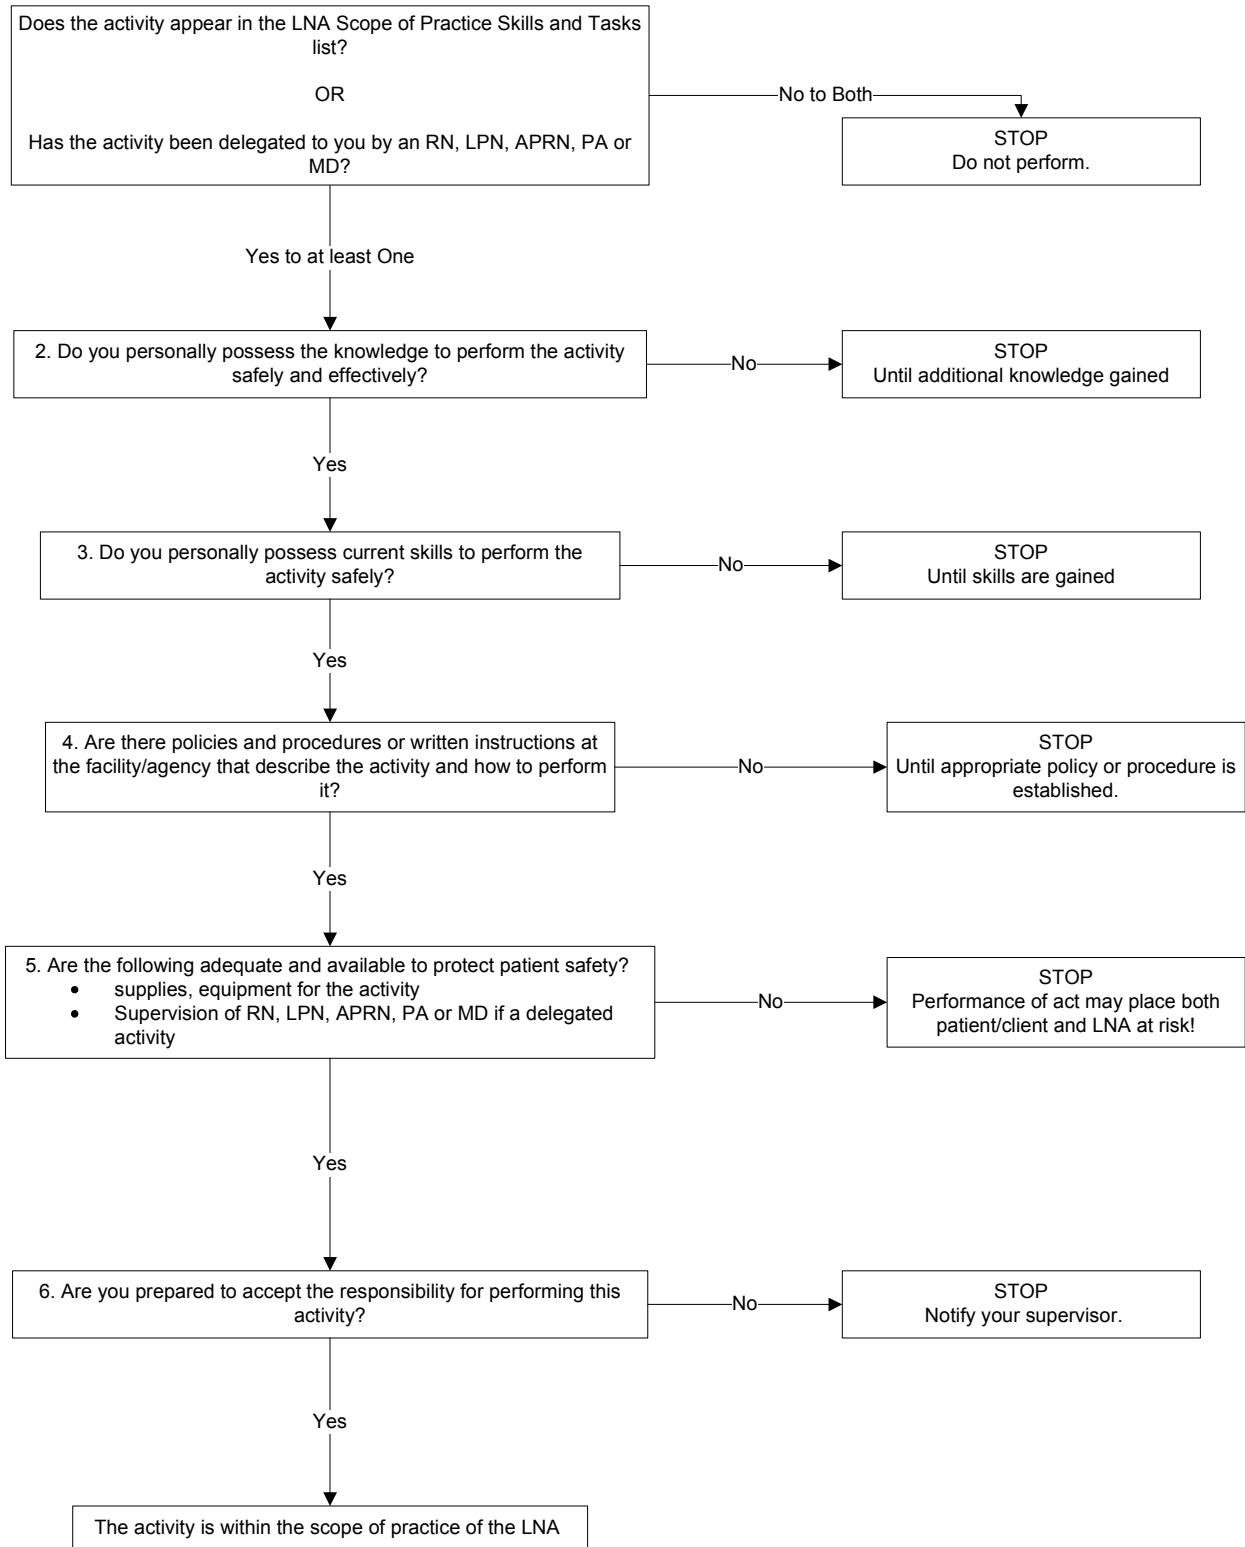 Does the activity appear in the LNA Scope of Practice Skills and Tasks
list?
OR
Has the activity been delegated to you by an RN, LPN, APRN, PA or
MD?
No to Both
STOP
Do not perform.
Yes to at least One
2. Do you personally possess the knowledge to perform the activity
safely and effectively?
No
STOP
Until additional knowledge gained
Yes
3. Do you personally possess current skills to perform the
activity safely?
No
STOP
Until skills are gained
Yes
4. Are there policies and procedures or written instructions at
the facility/agency that describe the activity and how to perform
it?
No
STOP
Until appropriate policy or procedure is
established.
Yes
5. Are the following adequate and available to protect patient safety?
• supplies, equipment for the activity
• Supervision of RN, LPN, APRN, PA or MD if a delegated
activity
No
STOP
Performance of act may place both
patient/client and LNA at risk!
Yes
6. Are you prepared to accept the responsibility for performing this
activity?
No
STOP
Notify your supervisor.
Yes
The activity is within the scope of practice of the LNA